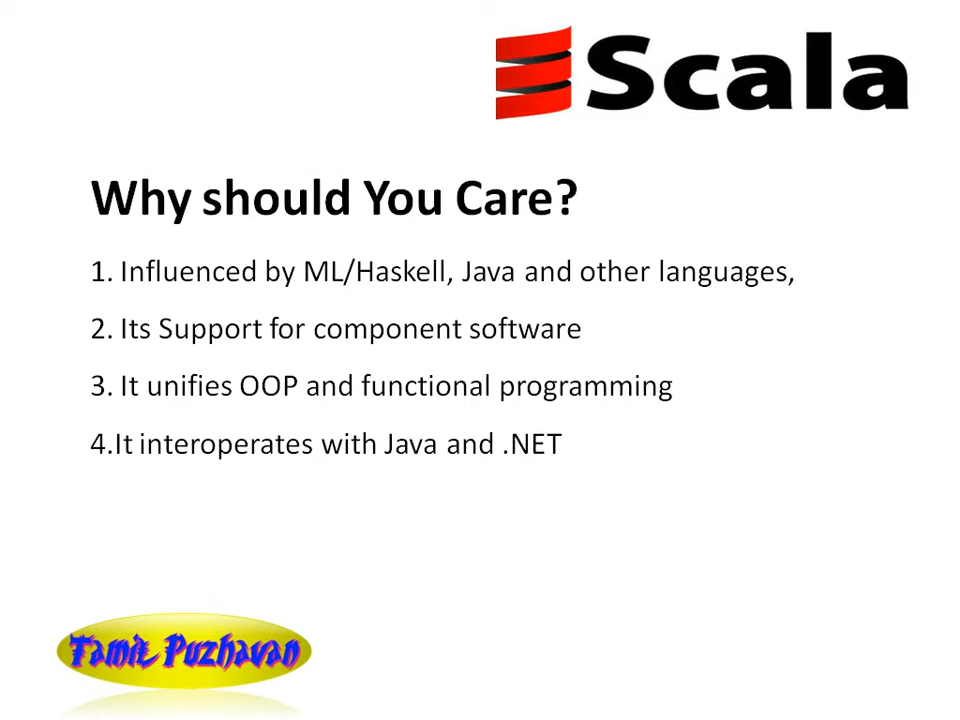 Scala
Why should You Care?
1. Influenced by ML/Haskell, Java and other languages,
2. Its Support for component software
3. It unifies OOP and functional programming
4.It interoperates with Java and .NET
Tamil Puzhavan